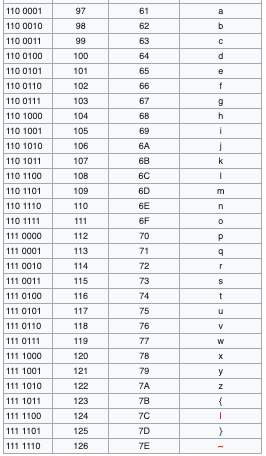 110 0001 97 61 a
110 0010 98 62 b
110 0011 99 63 c
110 0100 100 64 d
110 0101 101 65 e
110 0110 102 66 f
110 0111 103 67 g
110 1000 104 68 h
110 1001 105 69 i
110 1010 106 6A j
110 1011 107 6B k
110 1100 108 6C l
110 1101 109 6D m
110 1110 110 6E n
110 1111 111 6F o
111 0000 112 70 p
111 0001 113 71 q
111 0010 114 72 r
111 0011 115 73 s
111 0100 116 74 t
111 0101 117 75 u
111 0110 118 76 v
111 0111 119 77 w
111 1000 120 78 x
111 1001 121 79 y
111 1010 122 7A z
111 1011 123 7B {
111 1100 124 7C |
111 1101 125 7D }
111 1110 126 7E ~